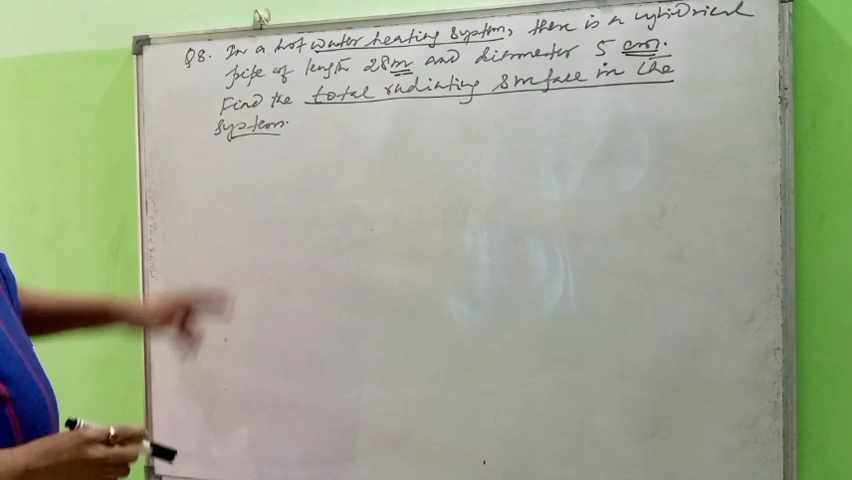 Q8. In a hot water heating system, there is a cylindrical
pipe of length 28m and diameter 5 cm.
Find the total radiating surface in the
system.